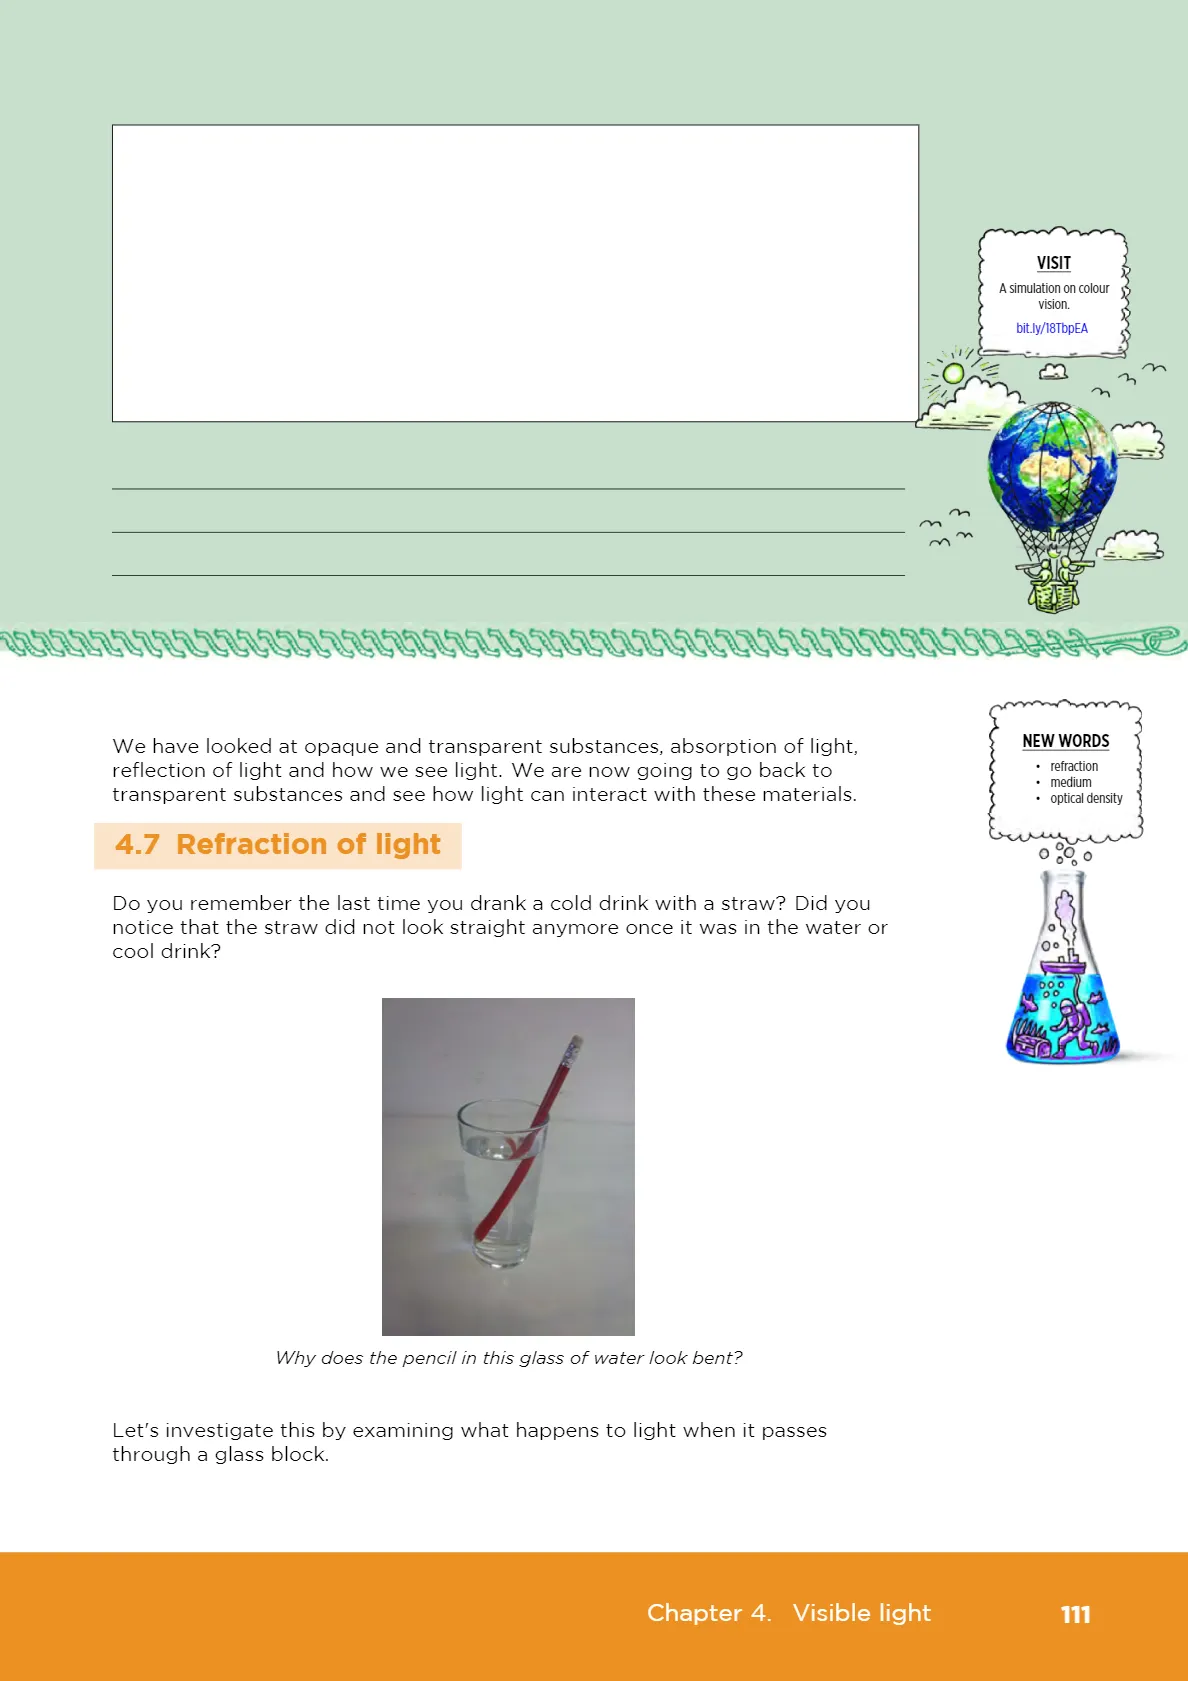 VISIT
A simulation on colour
vision.
bit.ly/18TbpEA
We have looked at opaque and transparent substances, absorption of light,
reflection of light and how we see light. We are now going to go back to
transparent substances and see how light can interact with these materials.
NEW WORDS
• refraction
• medium
• optical density
4.7 Refraction of light
Do you remember the last time you drank a cold drink with a straw? Did you
notice that the straw did not look straight anymore once it was in the water or
cool drink?
Why does the pencil in this glass of water look bent?
Let's investigate this by examining what happens to light when it passes
through a glass block.
Chapter 4. Visible light
111